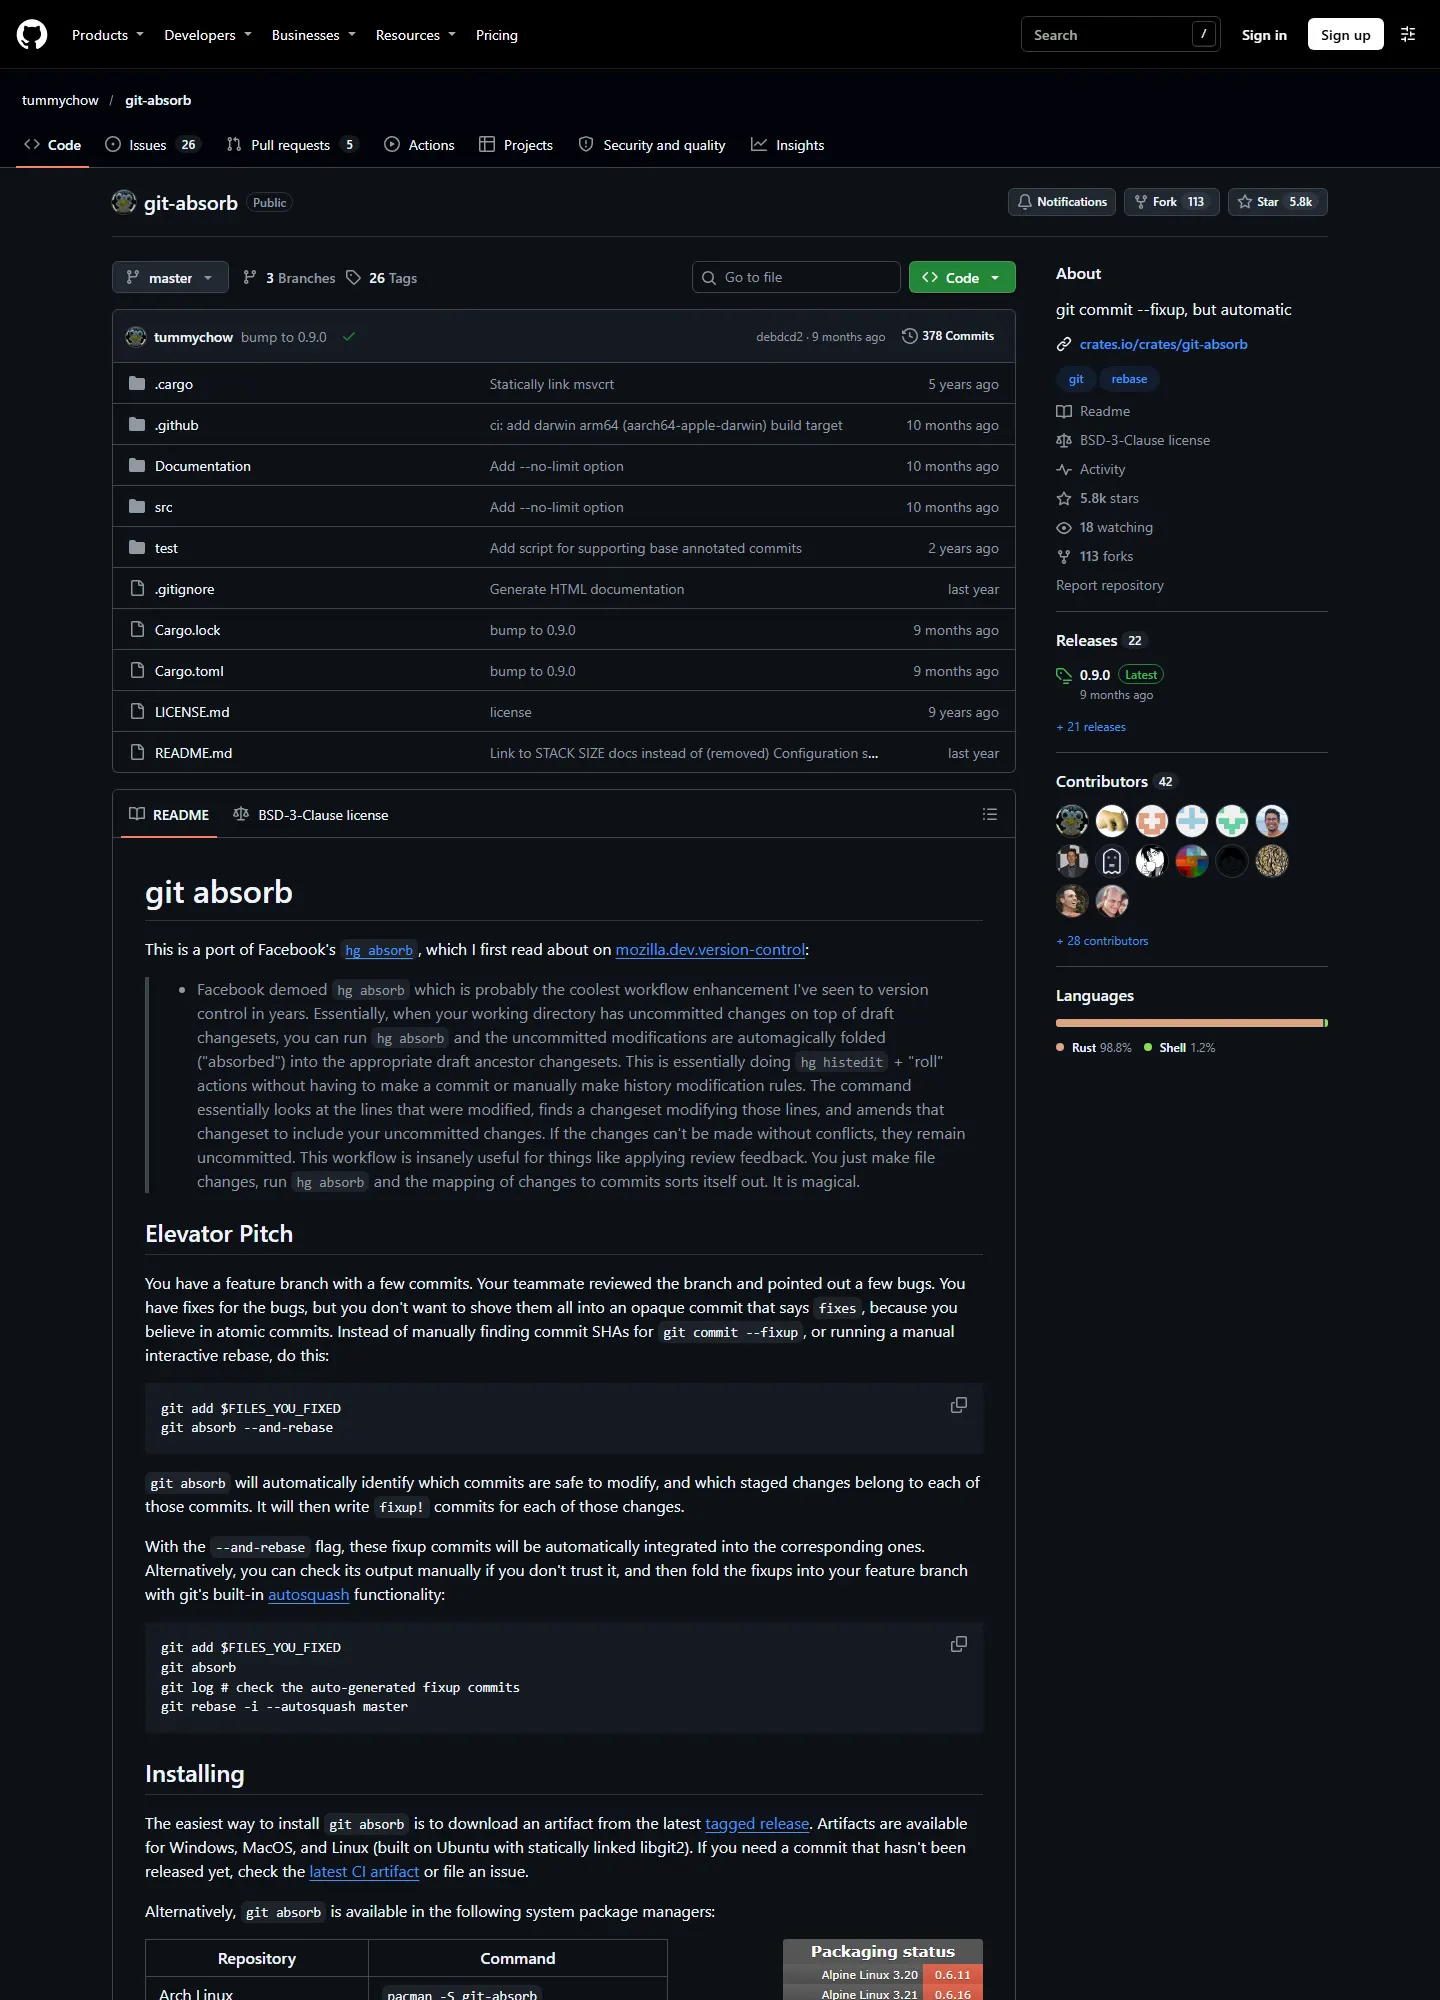 Products Developers Businesses Resources Pricing Search / Sign in Sign up
tummychow / git-absorb
Code Issues 26 Pull requests 5 Actions Projects Security and quality Insights
git-absorb Public Notifications Fork 113 Star 5.8k
master 3 Branches 26 Tags Go to file Code
tummychow bump to 0.9.0 debdcd2 · 9 months ago 378 Commits
.cargo Statically link msvcrt 5 years ago
.github ci: add darwin arm64 (aarch64-apple-darwin) build target 10 months ago
Documentation Add --no-limit option 10 months ago
src Add --no-limit option 10 months ago
test Add script for supporting base annotated commits 2 years ago
.gitignore Generate HTML documentation last year
Cargo.lock bump to 0.9.0 9 months ago
Cargo.toml bump to 0.9.0 9 months ago
LICENSE.md license 9 years ago
README.md Link to STACK SIZE docs instead of (removed) Configuration s... last year
README BSD-3-Clause license
git absorb
This is a port of Facebook's hg absorb, which I first read about on mozilla.dev.version-control:
• Facebook demoed hg absorb which is probably the coolest workflow enhancement I've seen to version
control in years. Essentially, when your working directory has uncommitted changes on top of draft
changesets, you can run hg absorb and the uncommitted modifications are automagically folded
("absorbed") into the appropriate draft ancestor changesets. This is essentially doing hg histedit + "roll"
actions without having to make a commit or manually make history modification rules. The command
essentially looks at the lines that were modified, finds a changeset modifying those lines, and amends that
changeset to include your uncommitted changes. If the changes can't be made without conflicts, they remain
uncommitted. This workflow is insanely useful for things like applying review feedback. You just make file
changes, run hg absorb and the mapping of changes to commits sorts itself out. It is magical.
Elevator Pitch
You have a feature branch with a few commits. Your teammate reviewed the branch and pointed out a few bugs. You
have fixes for the bugs, but you don't want to shove them all into an opaque commit that says fixes, because you
believe in atomic commits. Instead of manually finding commit SHAs for git commit --fixup, or running a manual
interactive rebase, do this:
git add $FILES_YOU_FIXED
git absorb --and-rebase
git absorb will automatically identify which commits are safe to modify, and which staged changes belong to each of
those commits. It will then write fixup! commits for each of those changes.
With the --and-rebase flag, these fixup commits will be automatically integrated into the corresponding ones.
Alternatively, you can check its output manually if you don't trust it, and then fold the fixups into your feature branch
with git's built-in autosquash functionality:
git add $FILES_YOU_FIXED
git absorb
git log # check the auto-generated fixup commits
git rebase -i --autosquash master
Installing
The easiest way to install git absorb is to download an artifact from the latest tagged release. Artifacts are available
for Windows, MacOS, and Linux (built on Ubuntu with statically linked libgit2). If you need a commit that hasn't been
released yet, check the latest CI artifact or file an issue.
Alternatively, git absorb is available in the following system package managers:
Repository Command
Arch Linux pacman -S git-absorb
Packaging status
Alpine Linux 3.20 0.6.11
Alpine Linux 3.21 0.6.16
About
git commit --fixup, but automatic
crates.io/crates/git-absorb
git rebase
Readme
BSD-3-Clause license
Activity
5.8k stars
18 watching
113 forks
Report repository
Releases 22
0.9.0 Latest
9 months ago
+ 21 releases
Contributors 42
+ 28 contributors
Languages
Rust 98.8% Shell 1.2%